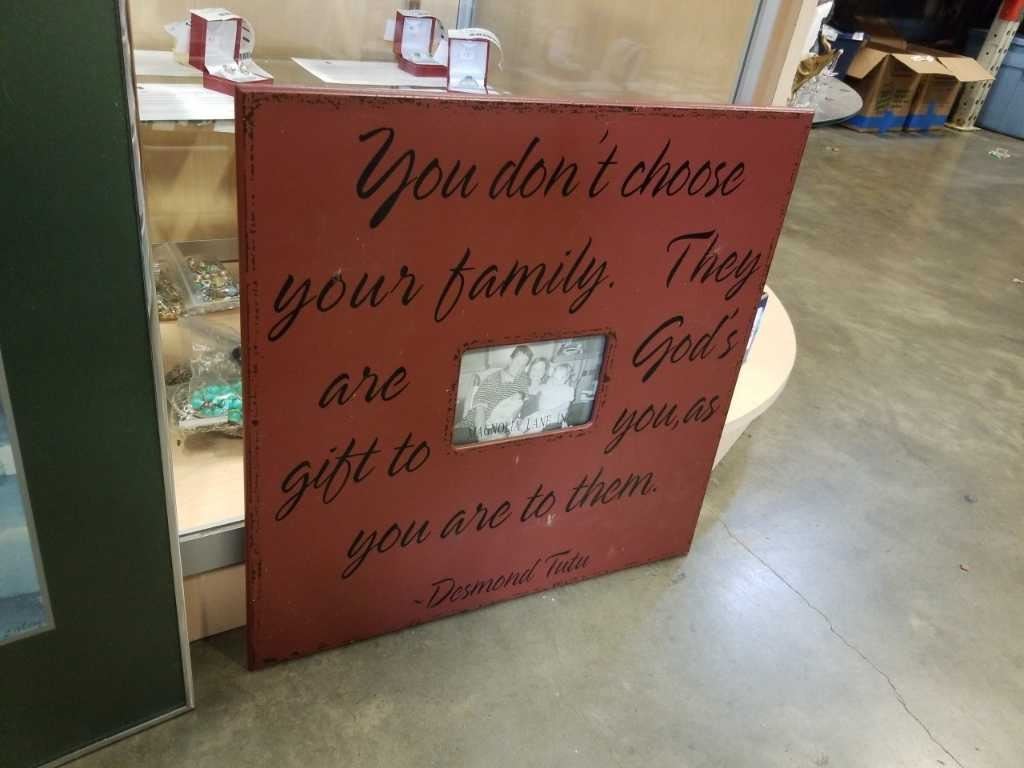 You don't choose
your family. They
are God's
gift to you, as
you are to them.
~Desmond Tutu
MAGNOLIA LANE